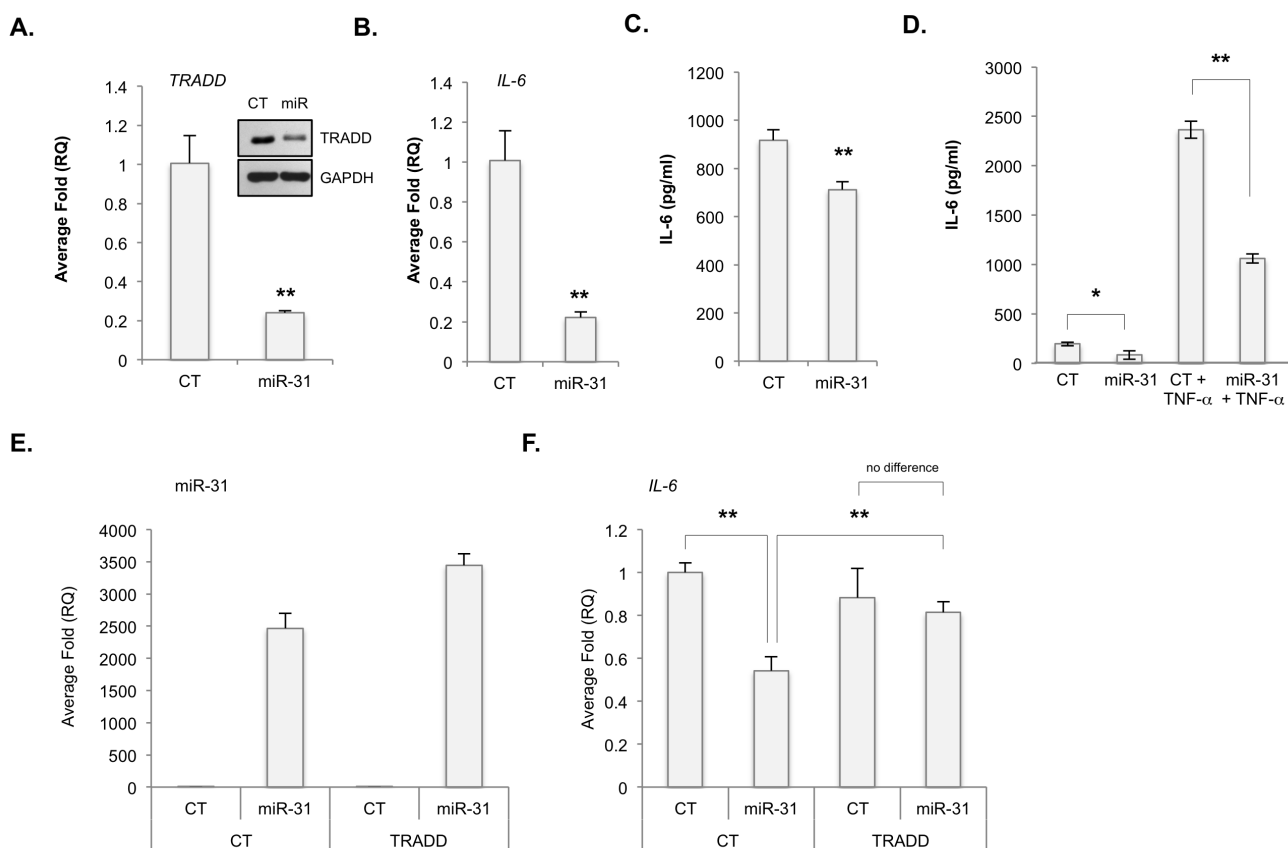 A.
TRADD
CT miR
TRADD
GAPDH
Average Fold (RQ)
1.4
1.2
1
0.8
0.6
0.4
0.2
0
**
CT miR-31
B.
IL-6
Average Fold (RQ)
1.4
1.2
1.0
0.8
0.6
0.4
0.2
0
**
CT miR-31
C.
IL-6 (pg/ml)
1200
1000
800
600
400
200
0
**
CT miR-31
D.
IL-6 (pg/ml)
3000
2500
2000
1500
1000
500
0
*
**
CT miR-31 CT + miR-31
TNF-α + TNF-α
E.
miR-31
Average Fold (RQ)
4000
3500
3000
2500
2000
1500
1000
500
0
CT miR-31 CT miR-31
CT TRADD
F.
IL-6
no difference
** **
Average Fold (RQ)
1.2
1
0.8
0.6
0.4
0.2
0
CT miR-31 CT miR-31
CT TRADD